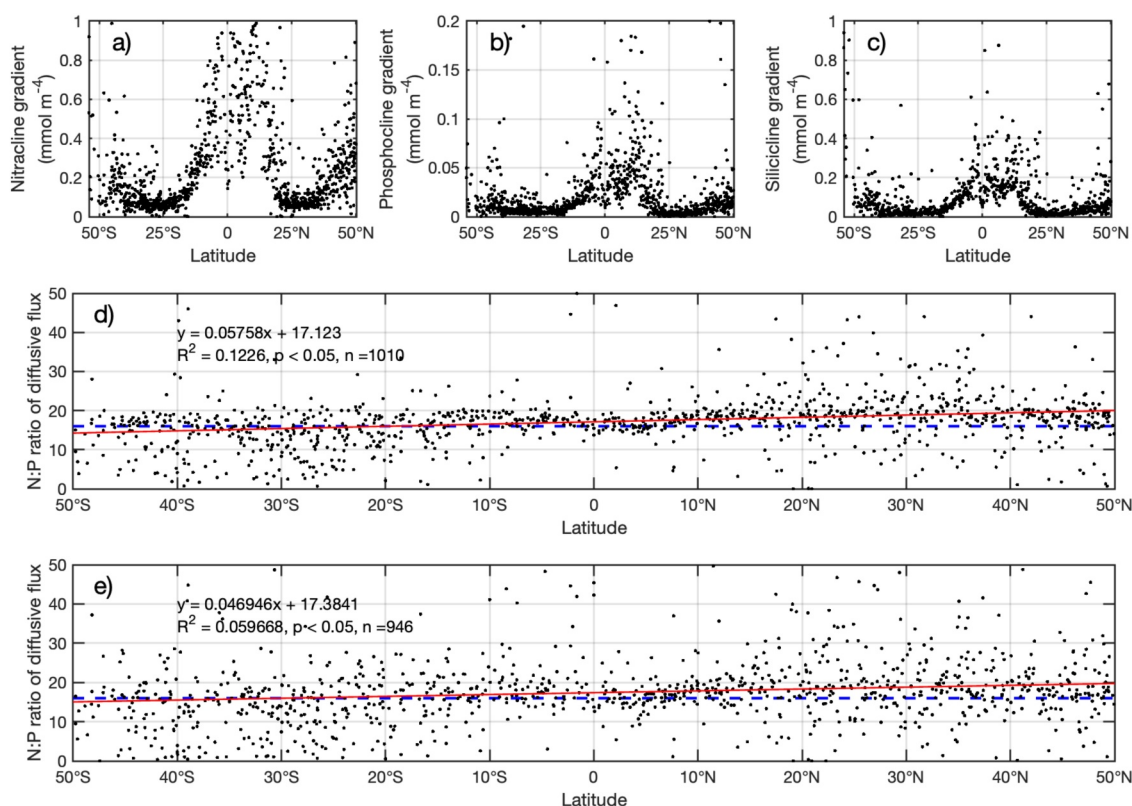 a)
Nitracline gradient
(mmol m⁻⁴)
1
0.8
0.6
0.4
0.2
0
50°S 25°S 0 25°N 50°N
Latitude
b)
Phosphocline gradient
(mmol m⁻⁴)
0.2
0.15
0.1
0.05
0
50°S 25°S 0 25°N 50°N
Latitude
c)
Silicicline gradient
(mmol m⁻⁴)
1
0.8
0.6
0.4
0.2
0
50°S 25°S 0 25°N 50°N
Latitude
d)
N:P ratio of diffusive flux
50
40
30
20
10
0
y = 0.05758x + 17.123
R² = 0.1226, p < 0.05, n =1010
50°S 40°S 30°S 20°S 10°S 0 10°N 20°N 30°N 40°N 50°N
Latitude
e)
N:P ratio of diffusive flux
50
40
30
20
10
0
y = 0.046946x + 17.3841
R² = 0.059668, p < 0.05, n =946
50°S 40°S 30°S 20°S 10°S 0 10°N 20°N 30°N 40°N 50°N
Latitude